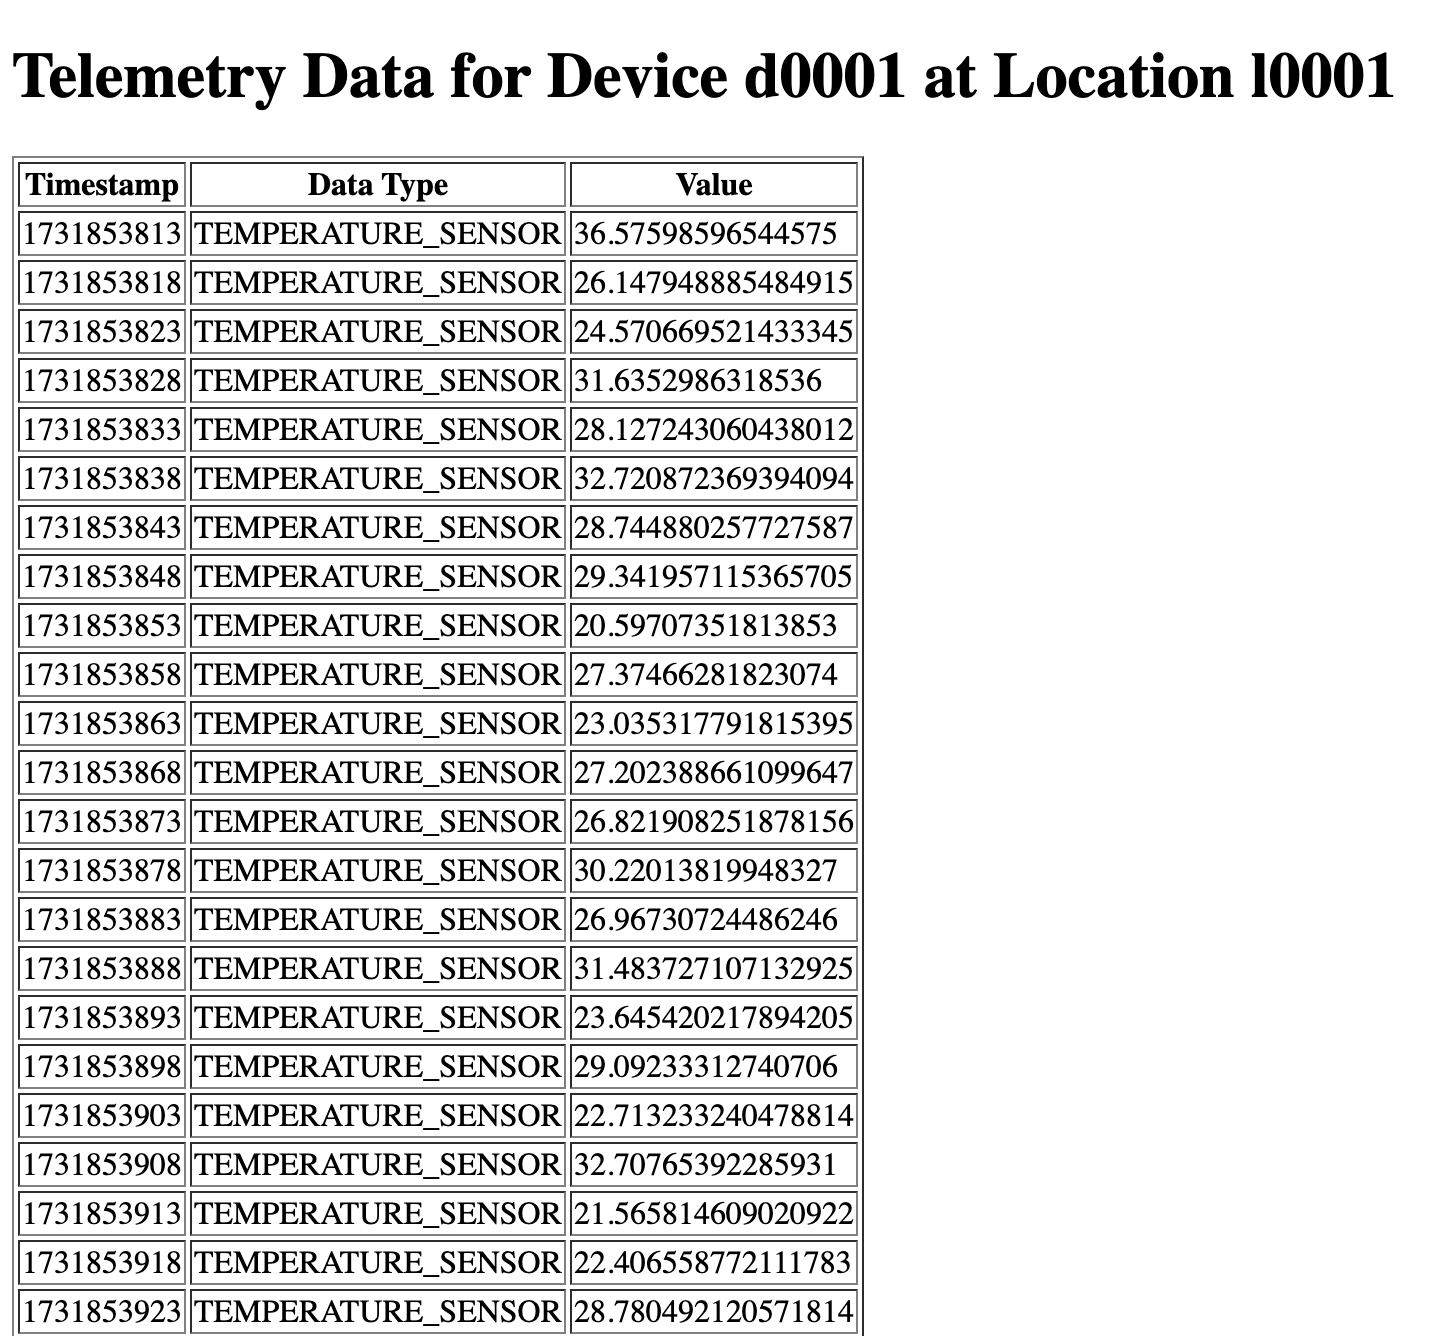 Telemetry Data for Device d0001 at Location l0001
Timestamp Data Type Value
1731853813 TEMPERATURE_SENSOR 36.57598596544575
1731853818 TEMPERATURE_SENSOR 26.147948885484915
1731853823 TEMPERATURE_SENSOR 24.570669521433345
1731853828 TEMPERATURE_SENSOR 31.6352986318536
1731853833 TEMPERATURE_SENSOR 28.127243060438012
1731853838 TEMPERATURE_SENSOR 32.720872369394094
1731853843 TEMPERATURE_SENSOR 28.744880257727587
1731853848 TEMPERATURE_SENSOR 29.341957115365705
1731853853 TEMPERATURE_SENSOR 20.59707351813853
1731853858 TEMPERATURE_SENSOR 27.37466281823074
1731853863 TEMPERATURE_SENSOR 23.035317791815395
1731853868 TEMPERATURE_SENSOR 27.202388661099647
1731853873 TEMPERATURE_SENSOR 26.821908251878156
1731853878 TEMPERATURE_SENSOR 30.22013819948327
1731853883 TEMPERATURE_SENSOR 26.96730724486246
1731853888 TEMPERATURE_SENSOR 31.483727107132925
1731853893 TEMPERATURE_SENSOR 23.645420217894205
1731853898 TEMPERATURE_SENSOR 29.09233312740706
1731853903 TEMPERATURE_SENSOR 22.713233240478814
1731853908 TEMPERATURE_SENSOR 32.70765392285931
1731853913 TEMPERATURE_SENSOR 21.565814609020922
1731853918 TEMPERATURE_SENSOR 22.406558772111783
1731853923 TEMPERATURE_SENSOR 28.780492120571814